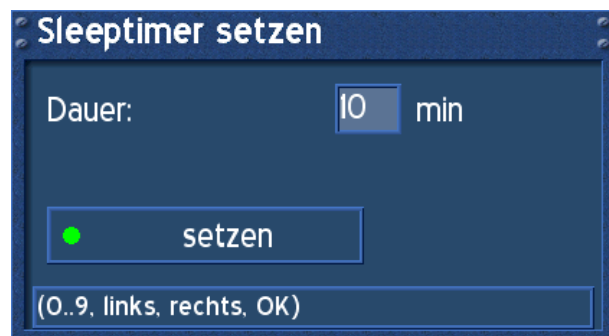 Sleeptimer setzen
Dauer: 10 min
setzen
(0..9, links, rechts, OK)